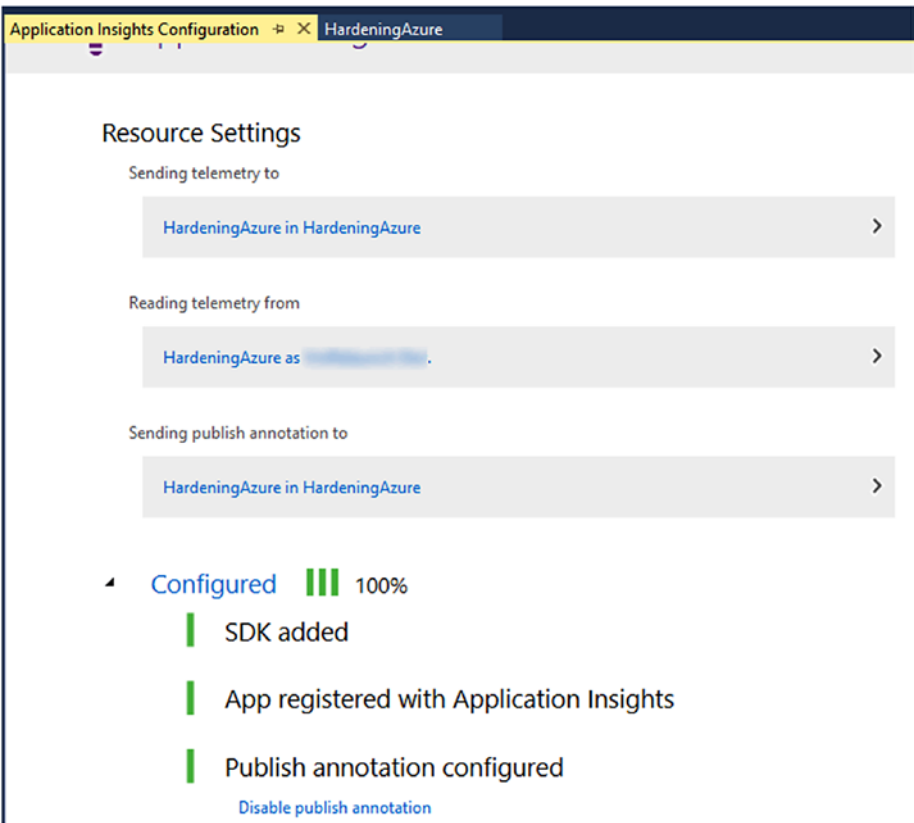 Application Insights Configuration
HardeningAzure
Resource Settings
Sending telemetry to
HardeningAzure in HardeningAzure
Reading telemetry from
HardeningAzure as
Sending publish annotation to
HardeningAzure in HardeningAzure
Configured 100%
SDK added
App registered with Application Insights
Publish annotation configured
Disable publish annotation